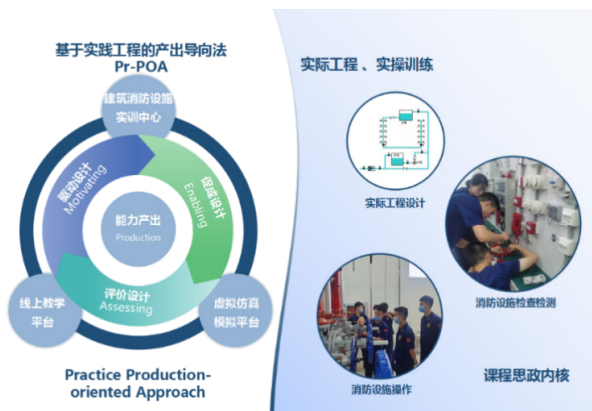 基于实践工程的产出导向法
Pr-POA
建筑消防设施
实训中心
驱动设计
Motivating
促成设计
Enabling
能力产出
Production
评价设计
Assessing
线上教学
平台
虚拟仿真
模拟平台
Practice Production-
oriented Approach
实际工程、实操训练
实际工程设计
消防设施检查检测
消防设施操作
课程思政内核